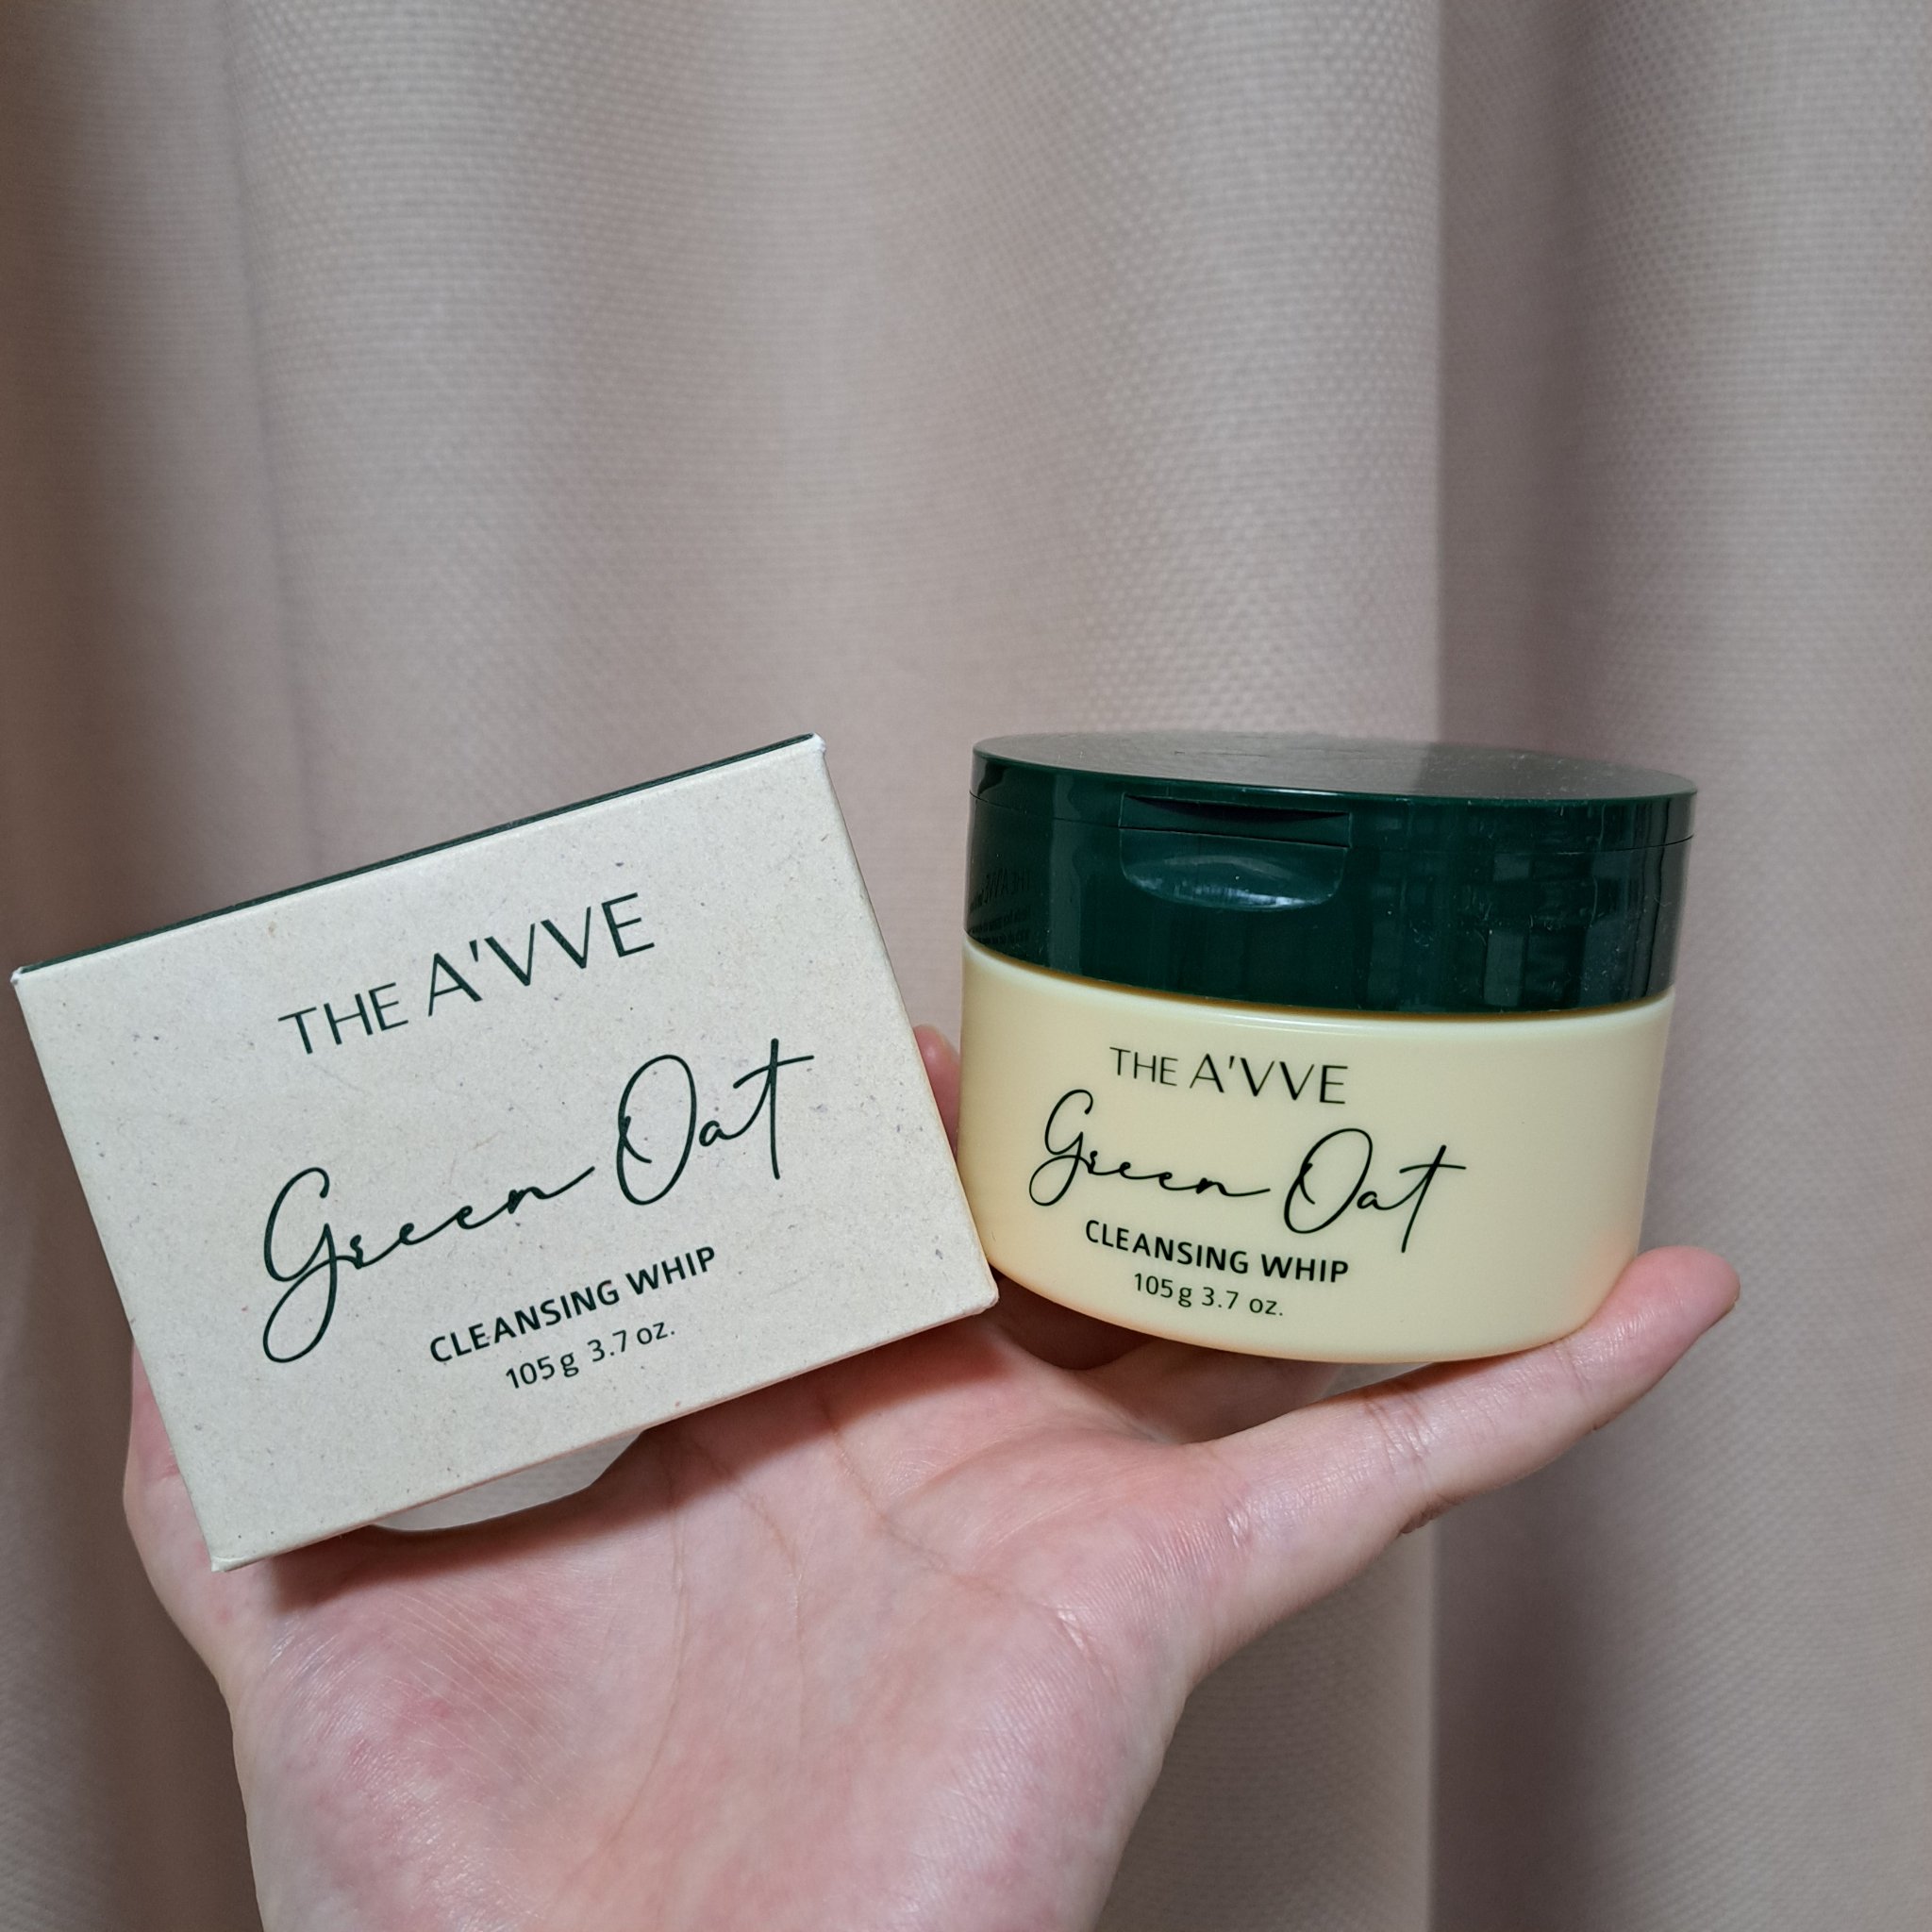 THE A'VVE
Green Oat
CLEANSING WHIP
105g 3.7 oz.
THE A'VVE
Green Oat
CLEANSING WHIP
105g 3.7 oz.